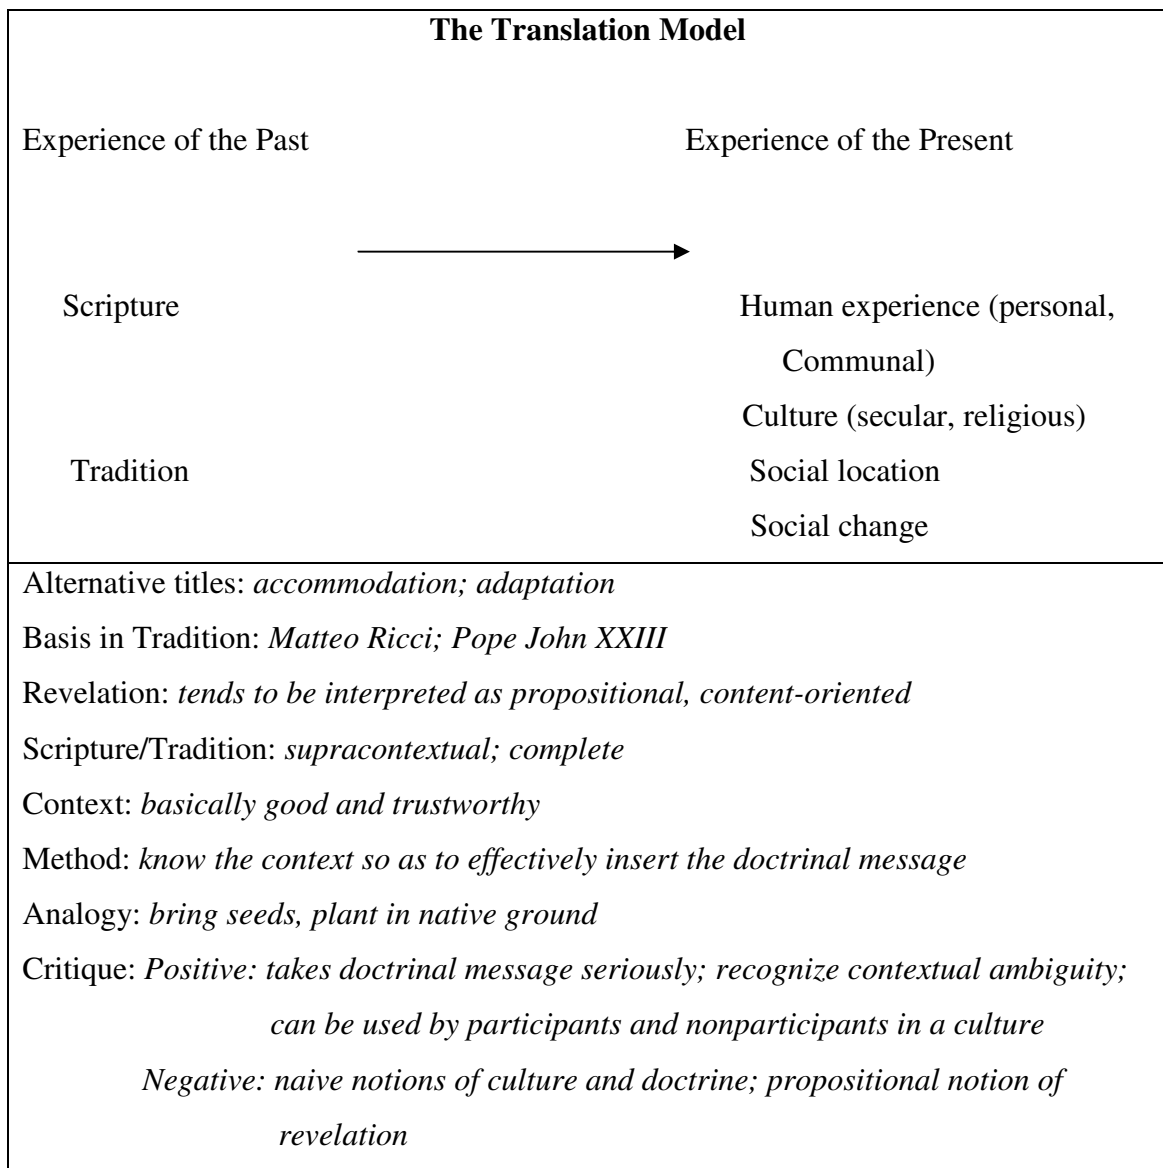 The Translation Model
Experience of the Past Experience of the Present
Scripture Human experience (personal,
Communal)
Culture (secular, religious)
Tradition Social location
Social change
Alternative titles: accommodation; adaptation
Basis in Tradition: Matteo Ricci; Pope John XXIII
Revelation: tends to be interpreted as propositional, content-oriented
Scripture/Tradition: supracontextual; complete
Context: basically good and trustworthy
Method: know the context so as to effectively insert the doctrinal message
Analogy: bring seeds, plant in native ground
Critique: Positive: takes doctrinal message seriously; recognize contextual ambiguity;
can be used by participants and nonparticipants in a culture
Negative: naive notions of culture and doctrine; propositional notion of
revelation